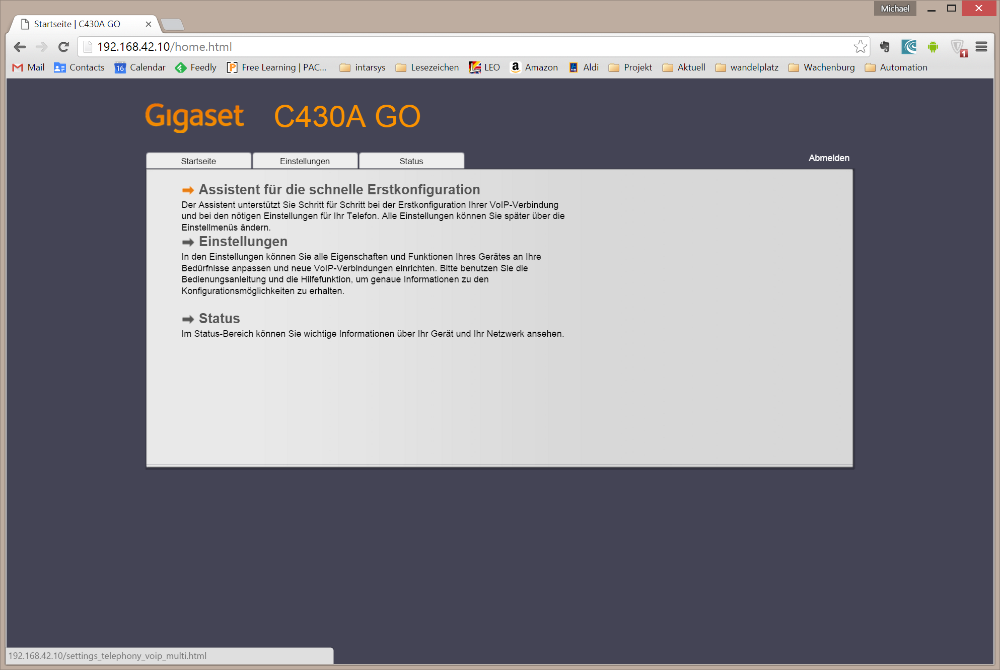 Michael
Startseite | C430A GO
192.168.42.10/home.html
1
Mail
Contacts
16 Calendar
Feedly
Free Learning | PAC...
intarsys
Lesezeichen
LEO
Amazon
Aldi
Projekt
Aktuell
wandelplatz
Wachenburg
Automation
Gigaset C430A GO
Startseite
Einstellungen
Status
Abmelden
Assistent für die schnelle Erstkonfiguration
Der Assistent unterstützt Sie Schritt für Schritt bei der Erstkonfiguration Ihrer VoIP-Verbindung
und bei den nötigen Einstellungen für Ihr Telefon. Alle Einstellungen können Sie später über die
Einstellmenüs ändern.
Einstellungen
In den Einstellungen können Sie alle Eigenschaften und Funktionen Ihres Gerätes an Ihre
Bedürfnisse anpassen und neue VoIP-Verbindungen einrichten. Bitte benutzen Sie die
Bedienungsanleitung und die Hilfefunktion, um genaue Informationen zu den
Konfigurationsmöglichkeiten zu erhalten.
Status
Im Status-Bereich können Sie wichtige Informationen über Ihr Gerät und Ihr Netzwerk ansehen.
192.168.42.10/settings_telephony_voip_multi.html